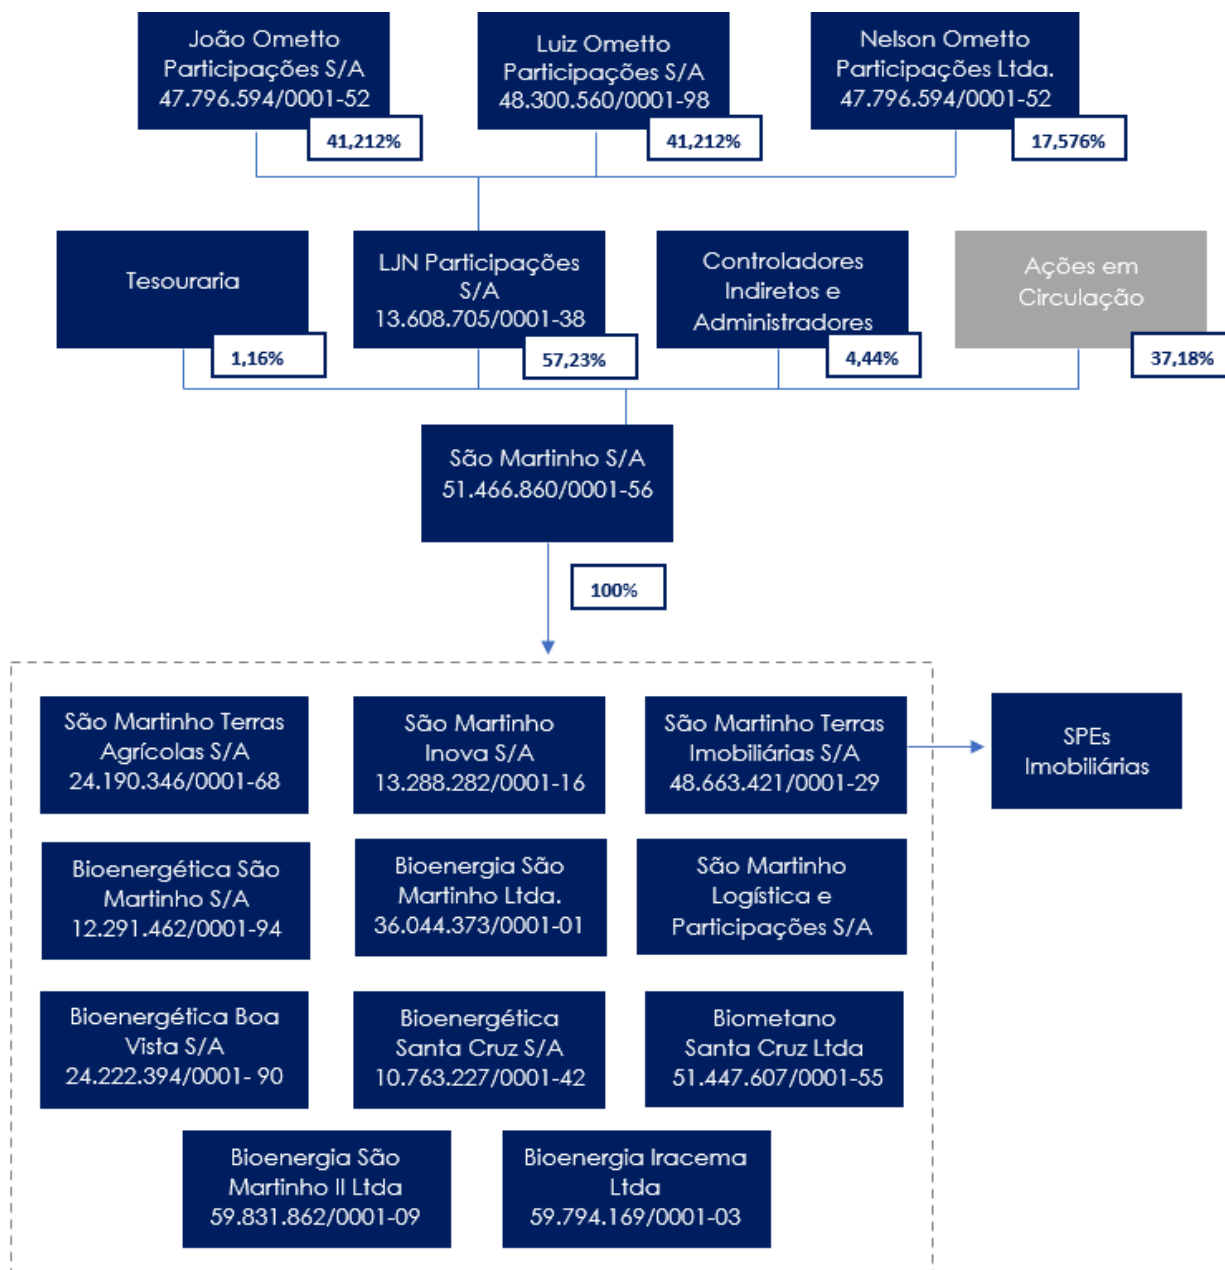 João Ometto
Participações S/A
47.796.594/0001-52
41,212%
Luiz Ometto
Participações S/A
48.300.560/0001-98
41,212%
Nelson Ometto
Participações Ltda.
47.796.594/0001-52
17,576%
Tesouraria
1,16%
LJN Participações
S/A
13.608.705/0001-38
57,23%
Controladores
Indiretos e
Administradores
4,44%
Ações em
Circulação
37,18%
São Martinho S/A
51.466.860/0001-56
100%
São Martinho Terras
Agrícolas S/A
24.190.346/0001-68
São Martinho
Inova S/A
13.288.282/0001-16
São Martinho Terras
Imobiliárias S/A
48.663.421/0001-29
SPEs
Imobiliárias
Bioenergética São
Martinho S/A
12.291.462/0001-94
Bioenergia São
Martinho Ltda.
36.044.373/0001-01
São Martinho
Logística e
Participações S/A
Bioenergética Boa
Vista S/A
24.222.394/0001- 90
Bioenergética
Santa Cruz S/A
10.763.227/0001-42
Biometano
Santa Cruz Ltda
51.447.607/0001-55
Bioenergia São
Martinho II Ltda
59.831.862/0001-09
Bioenergia Iracema
Ltda
59.794.169/0001-03